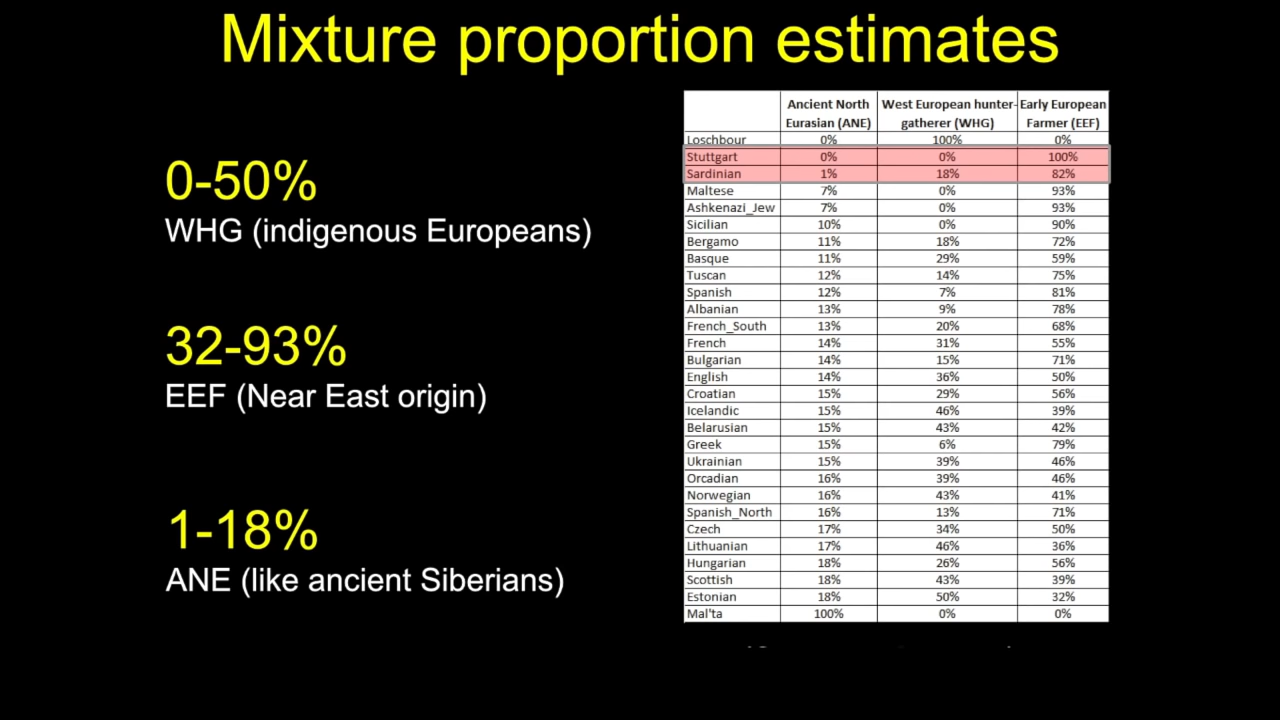 Mixture proportion estimates
0-50%
WHG (indigenous Europeans)
32-93%
EEF (Near East origin)
1-18%
ANE (like ancient Siberians)
Ancient North Eurasian (ANE) West European hunter-gatherer (WHG) Early European Farmer (EEF)
Loschbour 0% 100% 0%
Stuttgart 0% 0% 100%
Sardinian 1% 18% 82%
Maltese 7% 0% 93%
Ashkenazi_Jew 7% 0% 93%
Sicilian 10% 0% 90%
Bergamo 11% 18% 72%
Basque 11% 29% 59%
Tuscan 12% 14% 75%
Spanish 12% 7% 81%
Albanian 13% 9% 78%
French_South 13% 20% 68%
French 14% 31% 55%
Bulgarian 14% 15% 71%
English 14% 36% 50%
Croatian 15% 29% 56%
Icelandic 15% 46% 39%
Belarusian 15% 43% 42%
Greek 15% 6% 79%
Ukrainian 15% 39% 46%
Orcadian 16% 39% 46%
Norwegian 16% 43% 41%
Spanish_North 16% 13% 71%
Czech 17% 34% 50%
Lithuanian 17% 46% 36%
Hungarian 18% 26% 56%
Scottish 18% 43% 39%
Estonian 18% 50% 32%
Mal'ta 100% 0% 0%